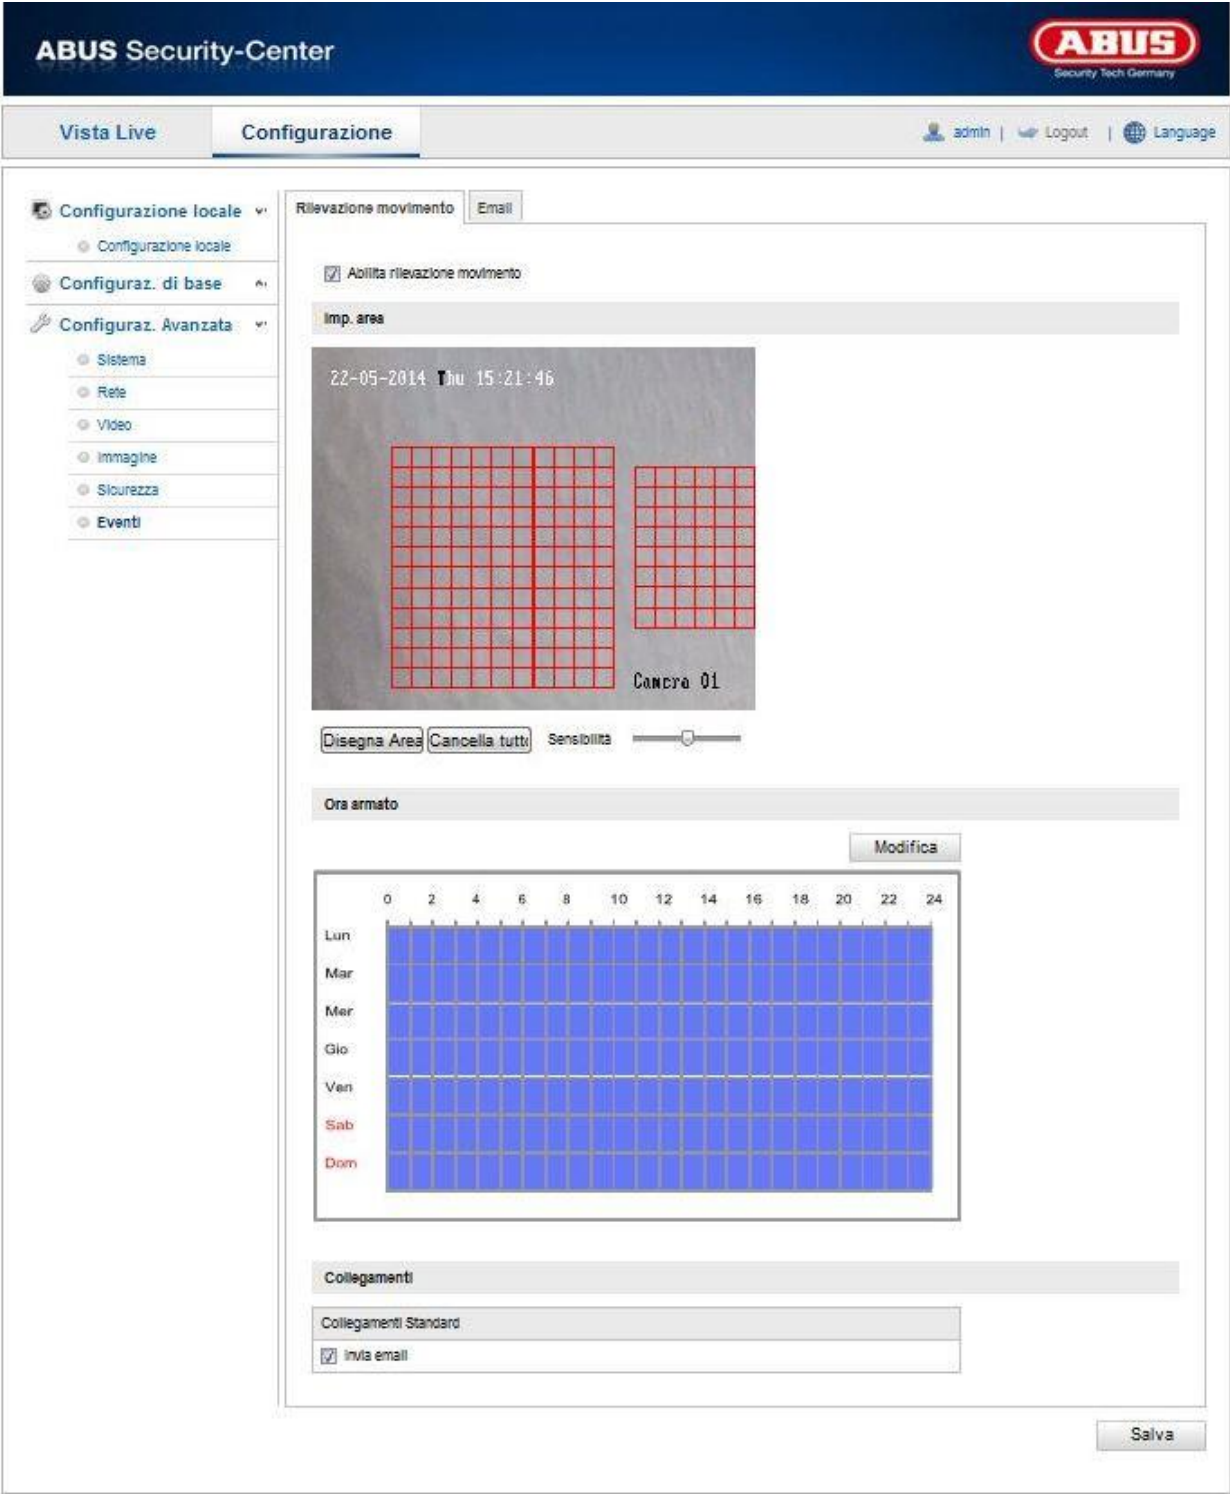 ABUS Security-Center
ABUS
Security Tech Germany
Vista Live
Configurazione
admin | Logout | Language
Configurazione locale
Configurazione locale
Configuraz. di base
Configuraz. Avanzata
Sistema
Rete
Video
Immagine
Sicurezza
Eventi
Rilevazione movimento
Email
Abilita rilevazione movimento
Imp. area
22-05-2014 Thu 15:21:46
Camera 01
Disegna Area Cancella tutt Sensibilità
Ora armato
Modifica
0 2 4 6 8 10 12 14 16 18 20 22 24
Lun
Mar
Mer
Gio
Ven
Sab
Dom
Collegamenti
Collegamenti Standard
Invia email
Salva